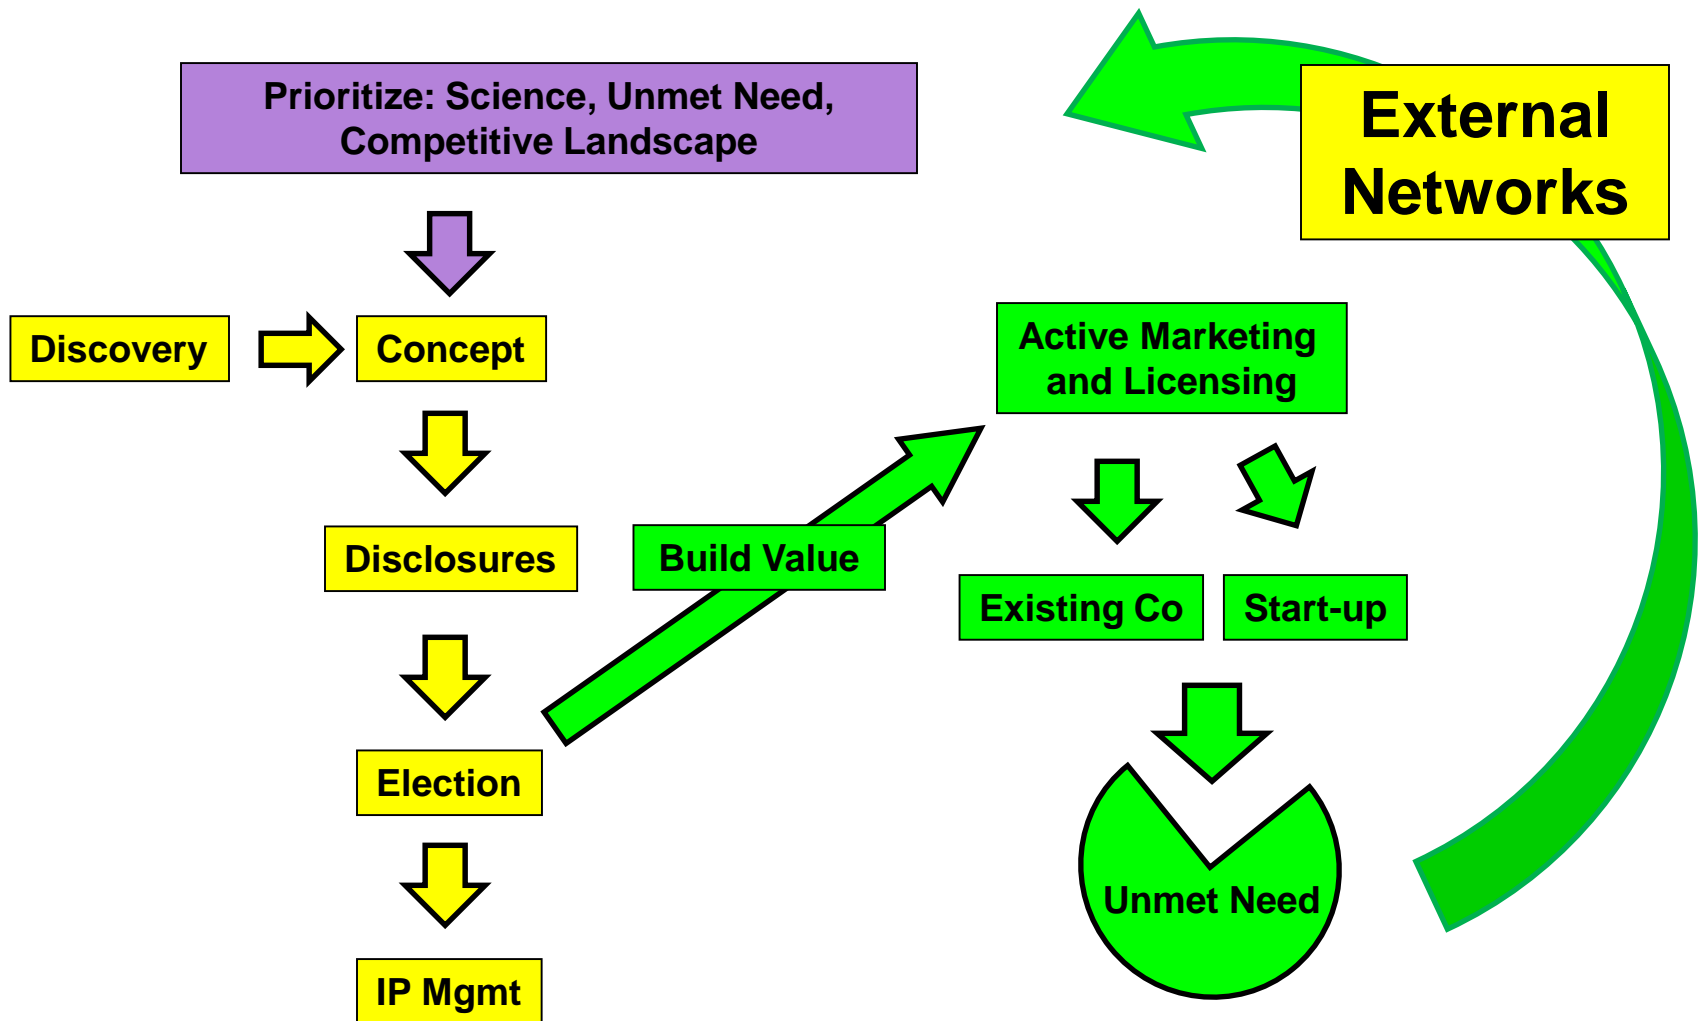 Prioritize: Science, Unmet Need,
Competitive Landscape
External
Networks
Discovery
Concept
Active Marketing
and Licensing
Disclosures
Build Value
Existing Co
Start-up
Election
Unmet Need
IP Mgmt